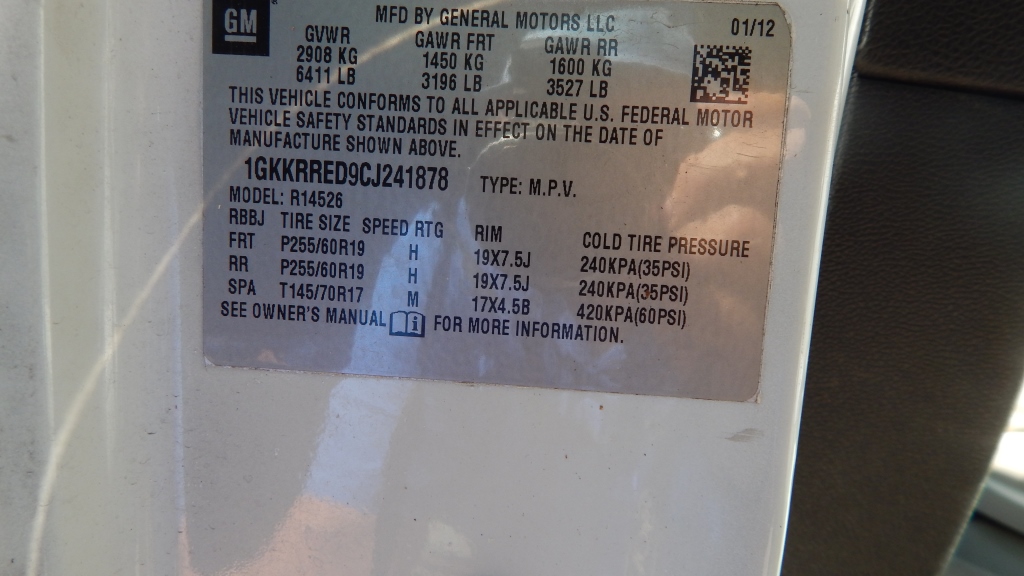 GM
MFD BY GENERAL MOTORS LLC 01/12
GVWR GAWR FRT GAWR RR
2908 KG 1450 KG 1600 KG
6411 LB 3196 LB 3527 LB
THIS VEHICLE CONFORMS TO ALL APPLICABLE U.S. FEDERAL MOTOR
VEHICLE SAFETY STANDARDS IN EFFECT ON THE DATE OF
MANUFACTURE SHOWN ABOVE.
1GKKRRED9CJ241878 TYPE: M.P.V.
MODEL: R14526
RBBJ TIRE SIZE SPEED RTG RIM COLD TIRE PRESSURE
FRT P255/60R19 H 19X7.5J 240KPA(35PSI)
RR P255/60R19 H 19X7.5J 240KPA(35PSI)
SPA T145/70R17 M 17X4.5B 420KPA(60PSI)
SEE OWNER'S MANUAL i FOR MORE INFORMATION.